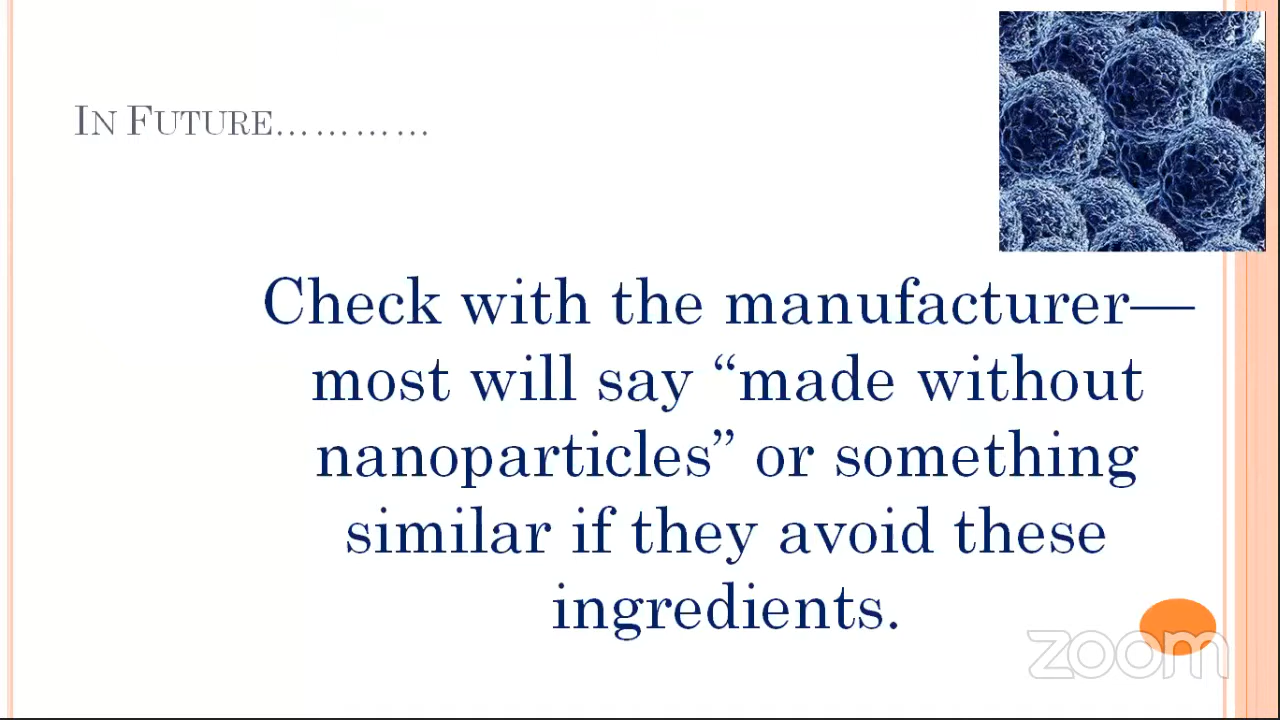 IN FUTURE…………
Check with the manufacturer—
most will say “made without
nanoparticles” or something
similar if they avoid these
ingredients.
zoom